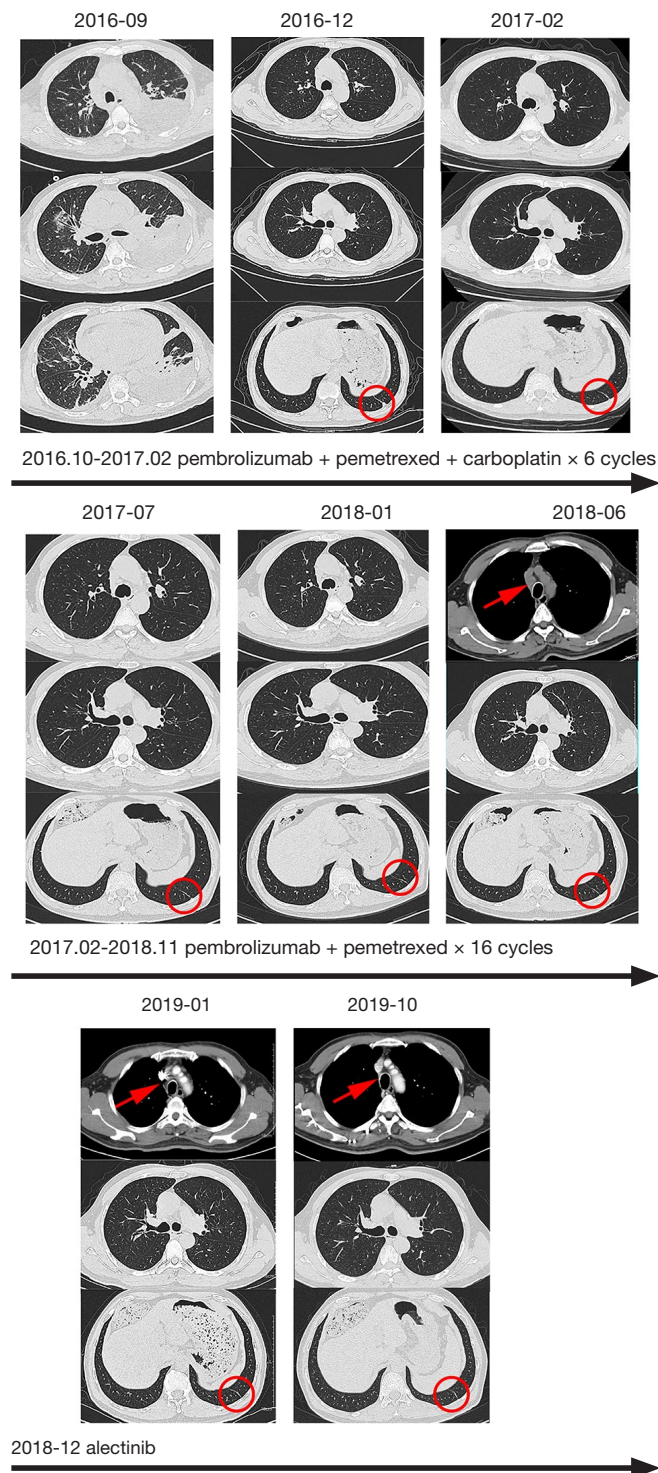 2016-09 2016-12 2017-02
2016.10-2017.02 pembrolizumab + pemetrexed + carboplatin × 6 cycles
2017-07 2018-01 2018-06
2017.02-2018.11 pembrolizumab + pemetrexed × 16 cycles
2019-01 2019-10
2018-12 alectinib